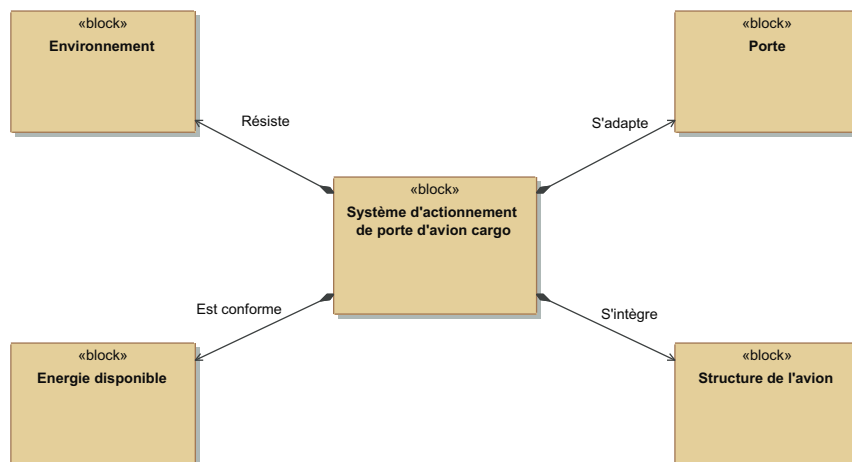 «block»
Environnement
«block»
Porte
Résiste
S'adapte
«block»
Système d'actionnement
de porte d'avion cargo
Est conforme
S'intègre
«block»
Energie disponible
«block»
Structure de l'avion